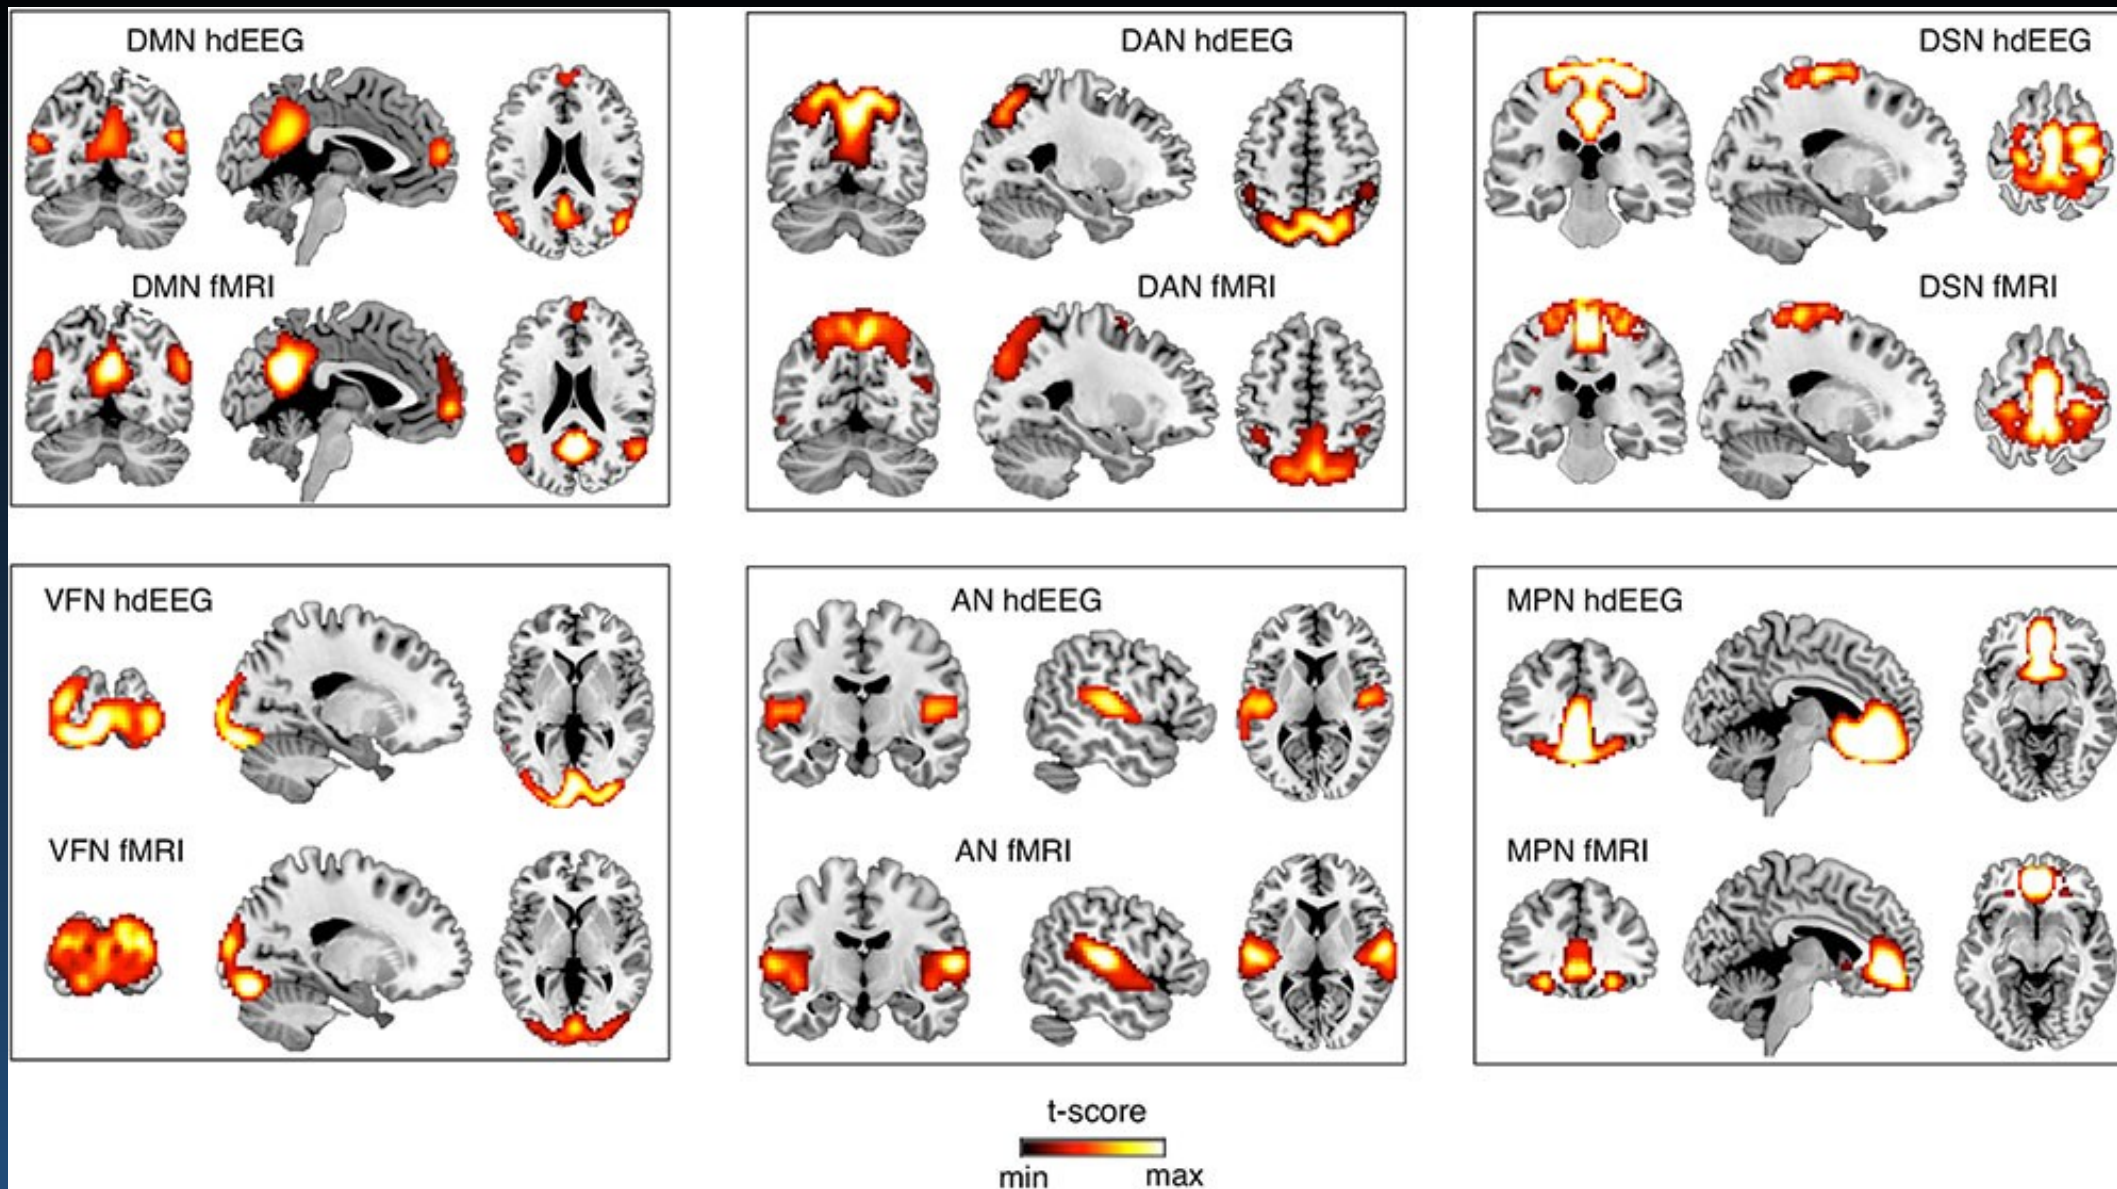 DMN hdEEG
DMN fMRI
DAN hdEEG
DAN fMRI
DSN hdEEG
DSN fMRI
VFN hdEEG
VFN fMRI
AN hdEEG
AN fMRI
MPN hdEEG
MPN fMRI
t-score
min max